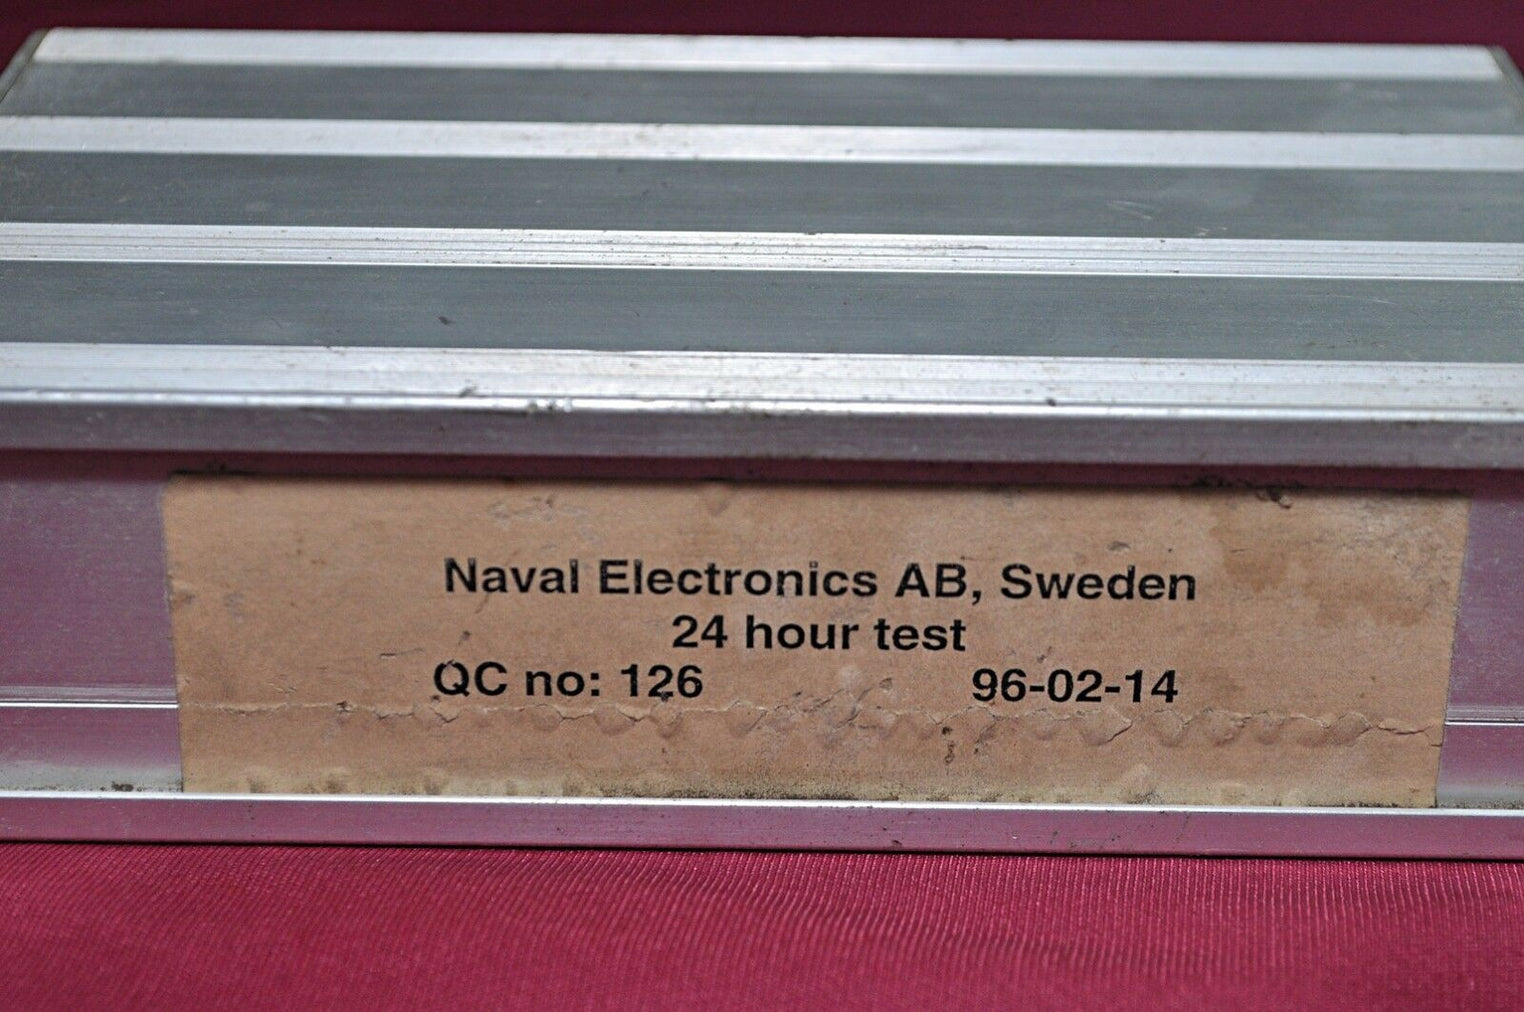 Naval Electronics AB, Sweden
24 hour test
QC no: 126 96-02-14